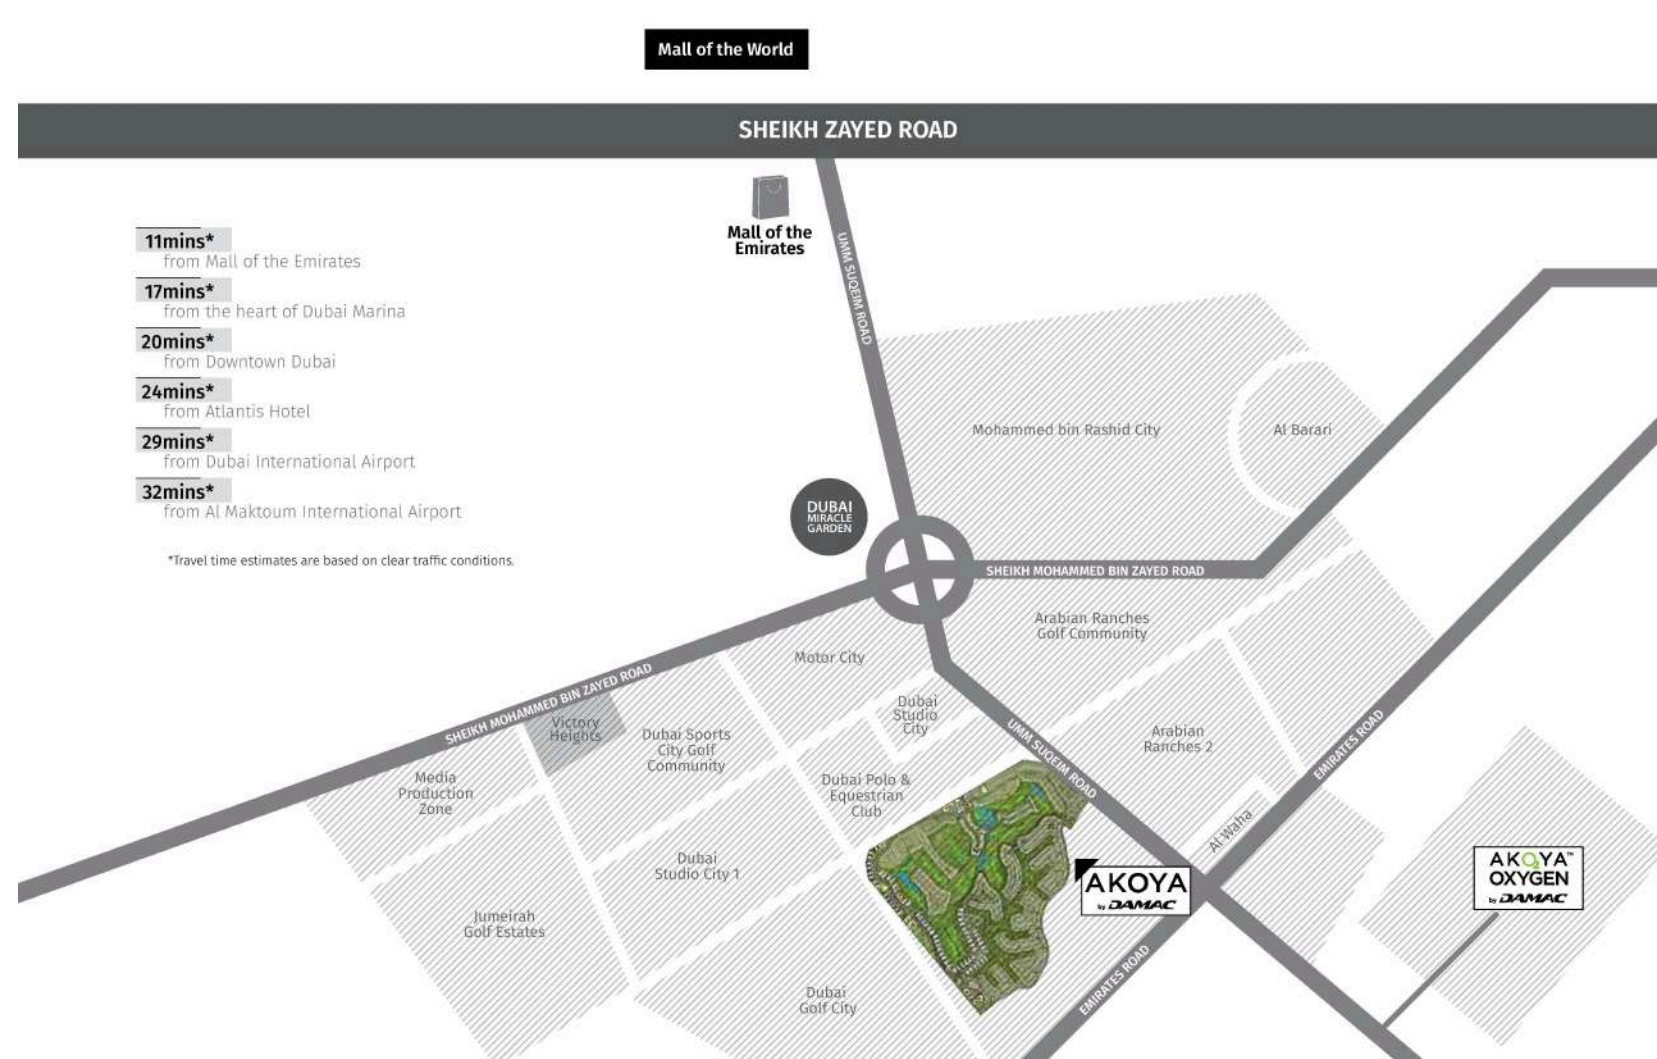 Mall of the World
SHEIKH ZAYED ROAD
Mall of the
Emirates
UMM SUQEIM ROAD
11mins*
from Mall of the Emirates
17mins*
from the heart of Dubai Marina
20mins*
from Downtown Dubai
24mins*
from Atlantis Hotel
29mins*
from Dubai International Airport
32mins*
from Al Maktoum International Airport
*Travel time estimates are based on clear traffic conditions.
Mohammed bin Rashid City
Al Barari
DUBAI
MIRACLE
GARDEN
SHEIKH MOHAMMED BIN ZAYED ROAD
Arabian Ranches
Golf Community
Motor City
SHEIKH MOHAMMED BIN ZAYED ROAD
Victory
Heights
Dubai Sports
City Golf
Community
Dubai
Studio
City
UMM SUQEIM ROAD
Arabian
Ranches 2
EMIRATES ROAD
Media
Production
Zone
Dubai Polo &
Equestrian
Club
Al Waha
Dubai
Studio City 1
AKOYA
by DAMAC
AKO2YA™
OXYGEN
by DAMAC
Jumeirah
Golf Estates
Dubai
Golf City
EMIRATES ROAD